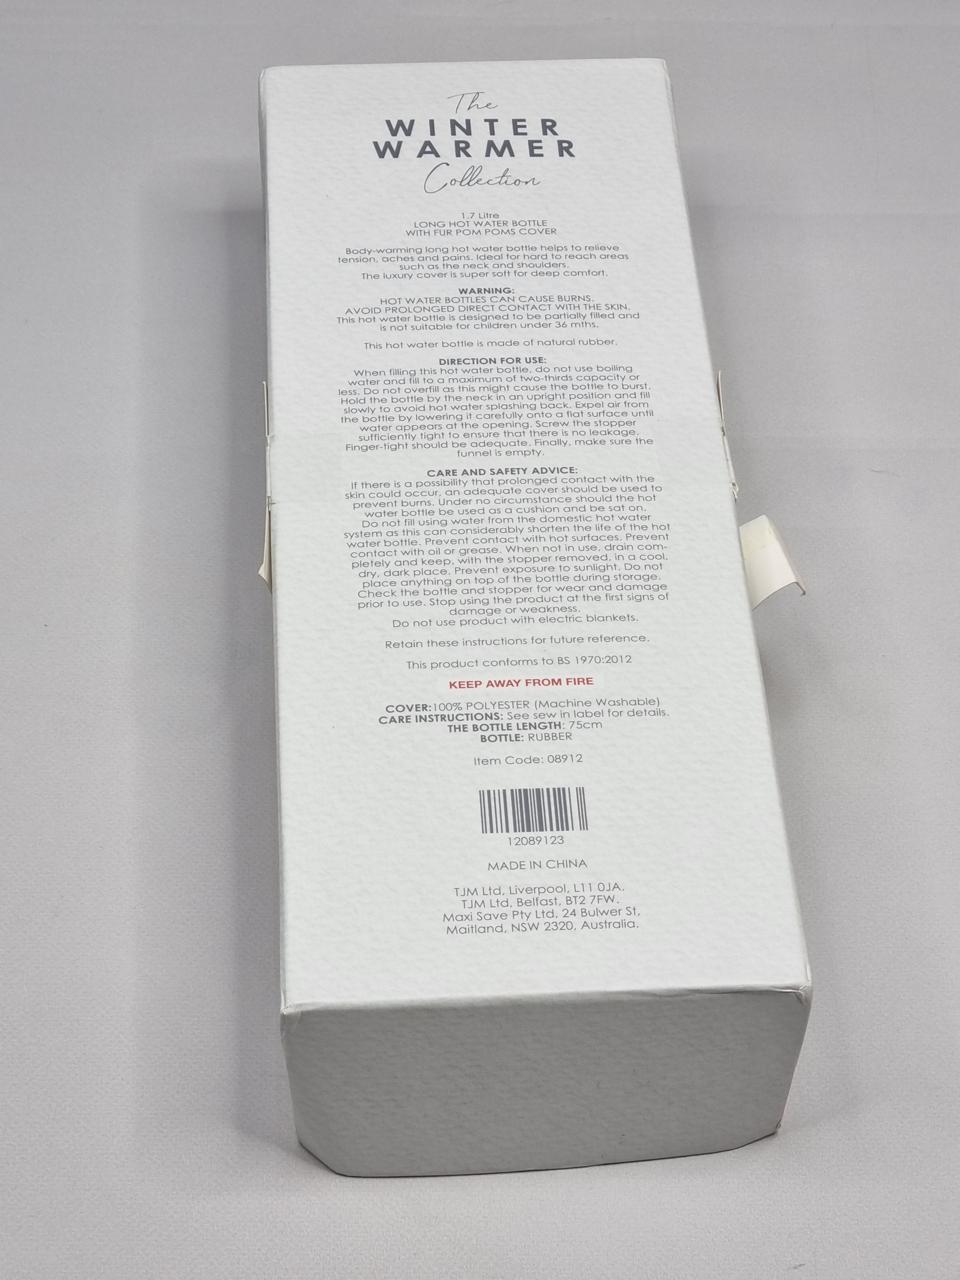 The
WINTER
WARMER
Collection
1.7 Litre
LONG HOT WATER BOTTLE
WITH FUR POM POMS COVER
Body-warming long hot water bottle helps to relieve
tension, aches and pains. Ideal for hard to reach areas
such as the neck and shoulders.
The luxury cover is super soft for deep comfort.
WARNING:
HOT WATER BOTTLES CAN CAUSE BURNS.
AVOID PROLONGED DIRECT CONTACT WITH THE SKIN.
This hot water bottle is designed to be partially filled and
is not suitable for children under 36 mths.
This hot water bottle is made of natural rubber.
DIRECTION FOR USE:
When filling this hot water bottle, do not use boiling
water and fill to a maximum of two-thirds capacity or
less. Do not overfill as this might cause the bottle to burst.
Hold the bottle by the neck in an upright position and fill
slowly to avoid hot water splashing back. Expel air from
the bottle by lowering it carefully onto a flat surface until
water appears at the opening. Screw the stopper
sufficiently tight to ensure that there is no leakage.
Finger-tight should be adequate. Finally, make sure the
funnel is empty.
CARE AND SAFETY ADVICE:
If there is a possibility that prolonged contact with the
skin could occur, an adequate cover should be used to
prevent burns. Under no circumstance should the hot
water bottle be used as a cushion and be sat on.
Do not fill using water from the domestic hot water
system as this can considerably shorten the life of the hot
water bottle. Prevent contact with hot surfaces. Prevent
contact with oil or grease. When not in use, drain com-
pletely and keep, with the stopper removed, in a cool,
dry, dark place. Prevent exposure to sunlight. Do not
place anything on top of the bottle during storage.
Check the bottle and stopper for wear and damage
prior to use. Stop using the product at the first signs of
damage or weakness.
Do not use product with electric blankets.
Retain these instructions for future reference.
This product conforms to BS 1970:2012
KEEP AWAY FROM FIRE
COVER:100% POLYESTER (Machine Washable)
CARE INSTRUCTIONS: See sew in label for details.
THE BOTTLE LENGTH: 75cm
BOTTLE: RUBBER
Item Code: 08912
12089123
MADE IN CHINA
TJM Ltd, Liverpool, L11 0JA.
TJM Ltd, Belfast, BT2 7FW.
Maxi Save Pty Ltd, 24 Bulwer St,
Maitland, NSW 2320, Australia.